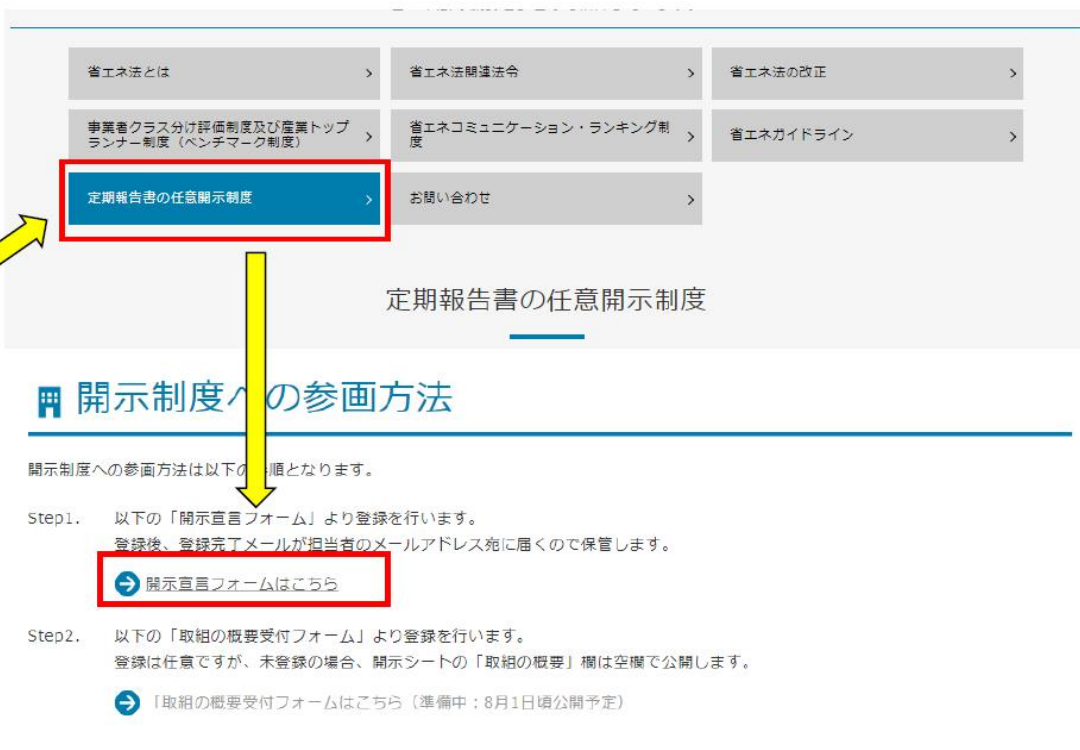 省エネ法とは
省エネ法関連法令
省エネ法の改正
事業者クラス分け評価制度及び産業トップ
ランナー制度（ベンチマーク制度）
省エネコミュニケーション・ランキング制
度
省エネガイドライン
定期報告書の任意開示制度
お問い合わせ
定期報告書の任意開示制度
開示制度への参画方法
開示制度への参画方法は以下の順となります。
Step1. 以下の「開示宣言フォーム」より登録を行います。
登録後、登録完了メールが担当者のメールアドレス宛に届くので保管します。
開示宣言フォームはこちら
Step2. 以下の「取組の概要受付フォーム」より登録を行います。
登録は任意ですが、未登録の場合、開示シートの「取組の概要」欄は空欄で公開します。
「取組の概要受付フォームはこちら（準備中：8月1日頃公開予定）